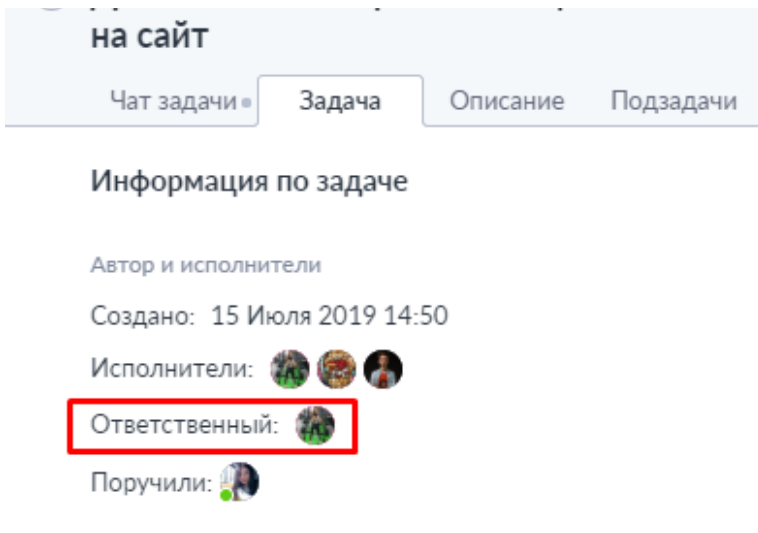 на сайт
Чат задачи Задача Описание Подзадачи
Информация по задаче
Автор и исполнители
Создано: 15 Июля 2019 14:50
Исполнители:
Ответственный:
Поручили: